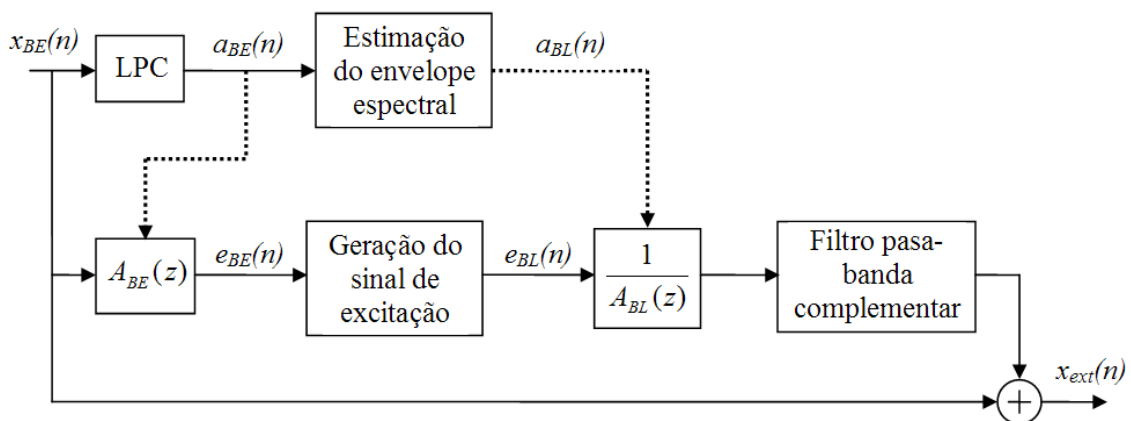 x_BE(n)
LPC
a_BE(n)
Estimação
do envelope
espectral
a_BL(n)
A_BE(z)
e_BE(n)
Geração do
sinal de
excitação
e_BL(n)
1
A_BL(z)
Filtro pasa-
banda
complementar
x_ext(n)
+